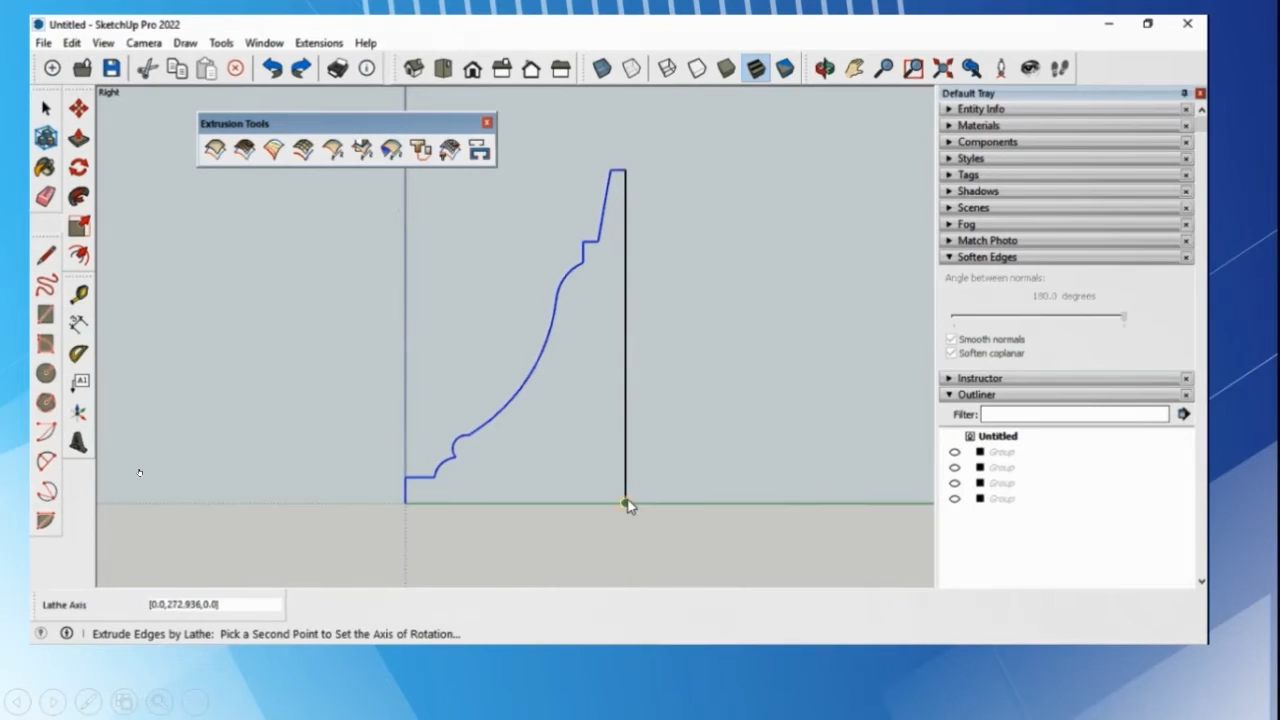 Untitled - SketchUp Pro 2022
File Edit View Camera Draw Tools Window Extensions Help
Right
Extrusion Tools
Default Tray
Entity Info
Materials
Components
Styles
Tags
Shadows
Scenes
Fog
Match Photo
Soften Edges
Angle between normals:
180.0 degrees
Smooth normals
Soften coplanar
Instructor
Outliner
Filter:
Untitled
Group
Group
Group
Group
A1
Lathe Axis [0.0,272.936,0.0]
Extrude Edges by Lathe: Pick a Second Point to Set the Axis of Rotation...